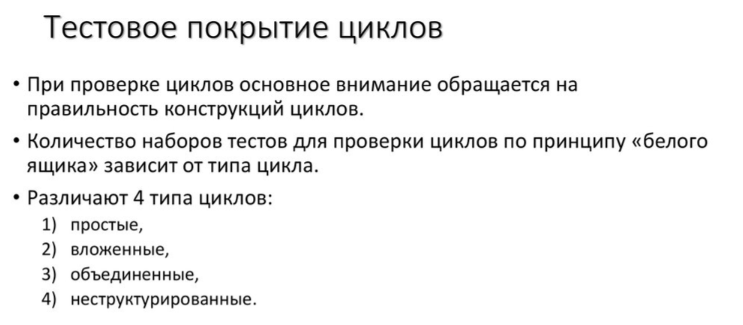 Тестовое покрытие циклов
• При проверке циклов основное внимание обращается на
правильность конструкций циклов.
• Количество наборов тестов для проверки циклов по принципу «белого
ящика» зависит от типа цикла.
• Различают 4 типа циклов:
1) простые,
2) вложенные,
3) объединенные,
4) неструктурированные.